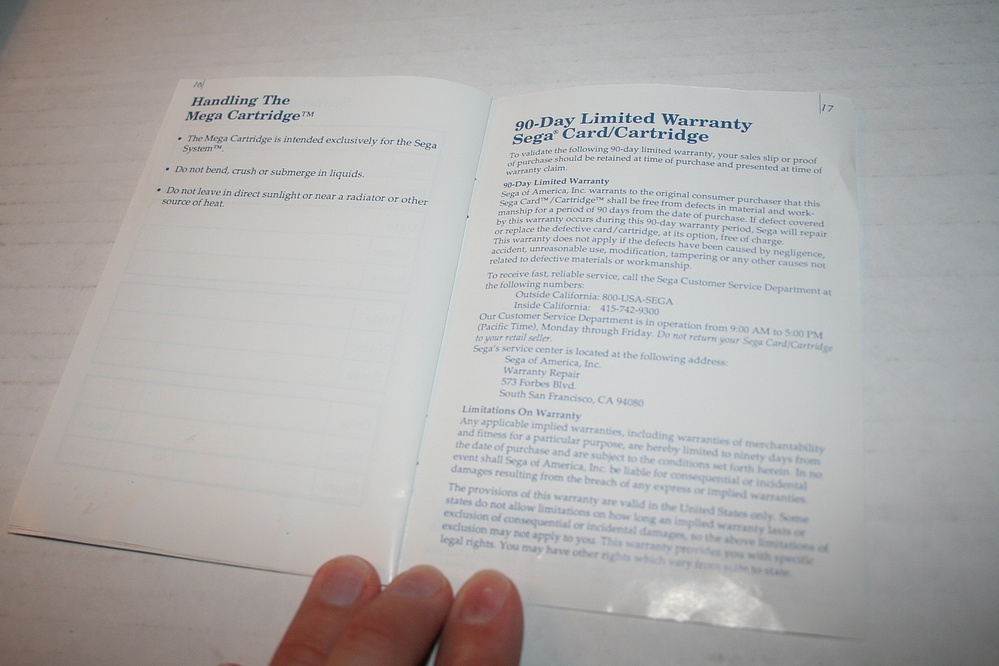 16
Handling The
Mega Cartridge™
• The Mega Cartridge is intended exclusively for the Sega
System™.
• Do not bend, crush or submerge in liquids.
• Do not leave in direct sunlight or near a radiator or other
source of heat.
17
90-Day Limited Warranty
Sega® Card/Cartridge
To validate the following 90-day limited warranty, your sales slip or proof
of purchase should be retained at time of purchase and presented at time of
warranty claim.
90-Day Limited Warranty
Sega of America, Inc. warrants to the original consumer purchaser that this
Sega Card™/Cartridge™ shall be free from defects in material and work-
manship for a period of 90 days from the date of purchase. If defect covered
by this warranty occurs during this 90-day warranty period, Sega will repair
or replace the defective card/cartridge, at its option, free of charge.
This warranty does not apply if the defects have been caused by negligence,
accident, unreasonable use, modification, tampering or any other causes not
related to defective materials or workmanship.
To receive fast, reliable service, call the Sega Customer Service Department at
the following numbers:
Outside California: 800-USA-SEGA
Inside California: 415-742-9300
Our Customer Service Department is in operation from 9:00 AM to 5:00 PM
(Pacific Time), Monday through Friday. Do not return your Sega Card/Cartridge
to your retail seller.
Sega's service center is located at the following address:
Sega of America, Inc.
Warranty Repair
573 Forbes Blvd.
South San Francisco, CA 94080
Limitations On Warranty
Any applicable implied warranties, including warranties of merchantability
and fitness for a particular purpose, are hereby limited to ninety days from
the date of purchase and are subject to the conditions set forth herein. In no
event shall Sega of America, Inc. be liable for consequential or incidental
damages resulting from the breach of any express or implied warranties.
The provisions of this warranty are valid in the United States only. Some
states do not allow limitations on how long an implied warranty lasts or
exclusion of consequential or incidental damages, so the above limitations of
exclusion may not apply to you. This warranty provides you with specific
legal rights. You may have other rights which vary from state to state.